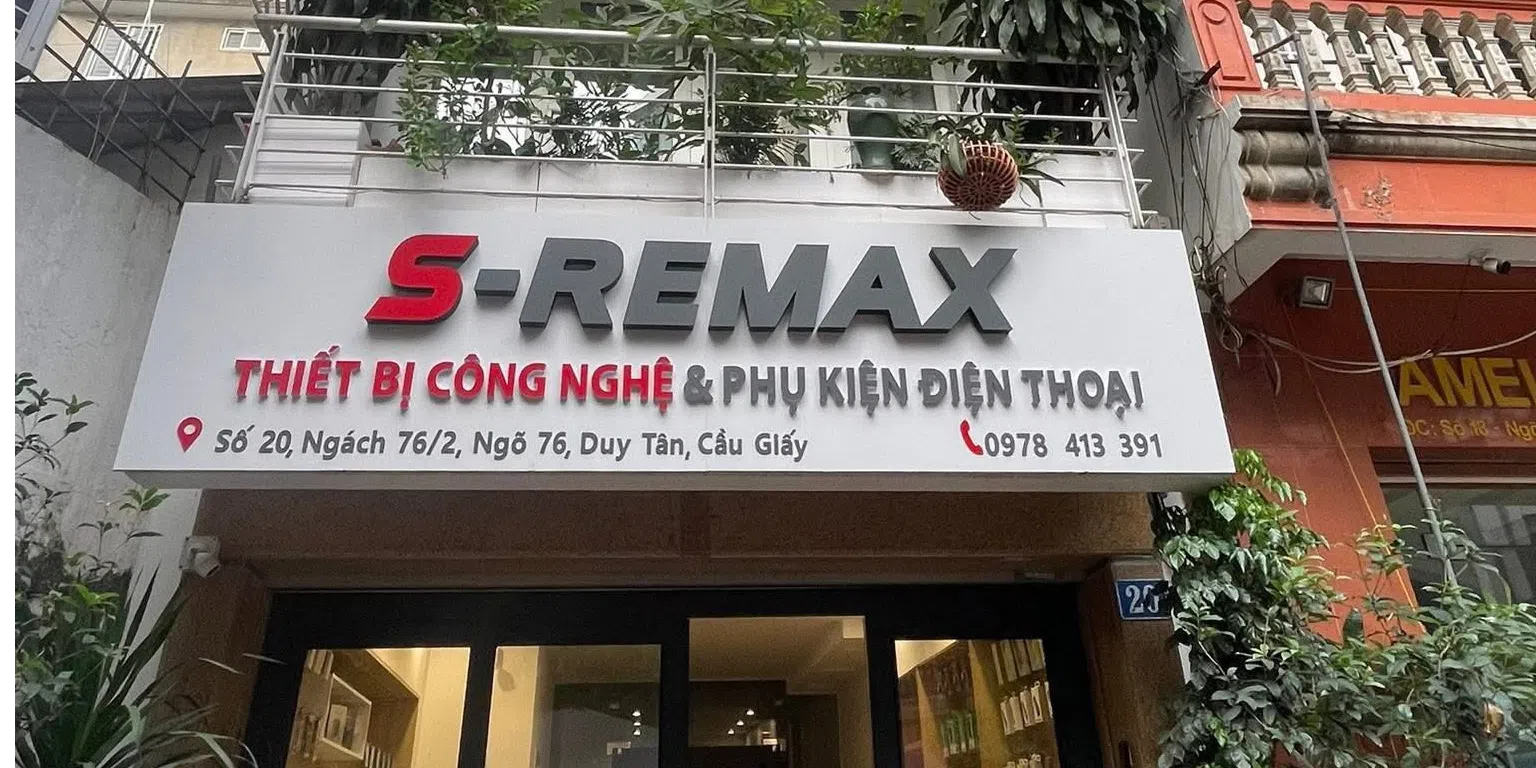 S-REMAX
THIẾT BỊ CÔNG NGHỆ & PHỤ KIỆN ĐIỆN THOẠI
Số 20, Ngách 76/2, Ngõ 76, Duy Tân, Cầu Giấy
0978 413 391
20